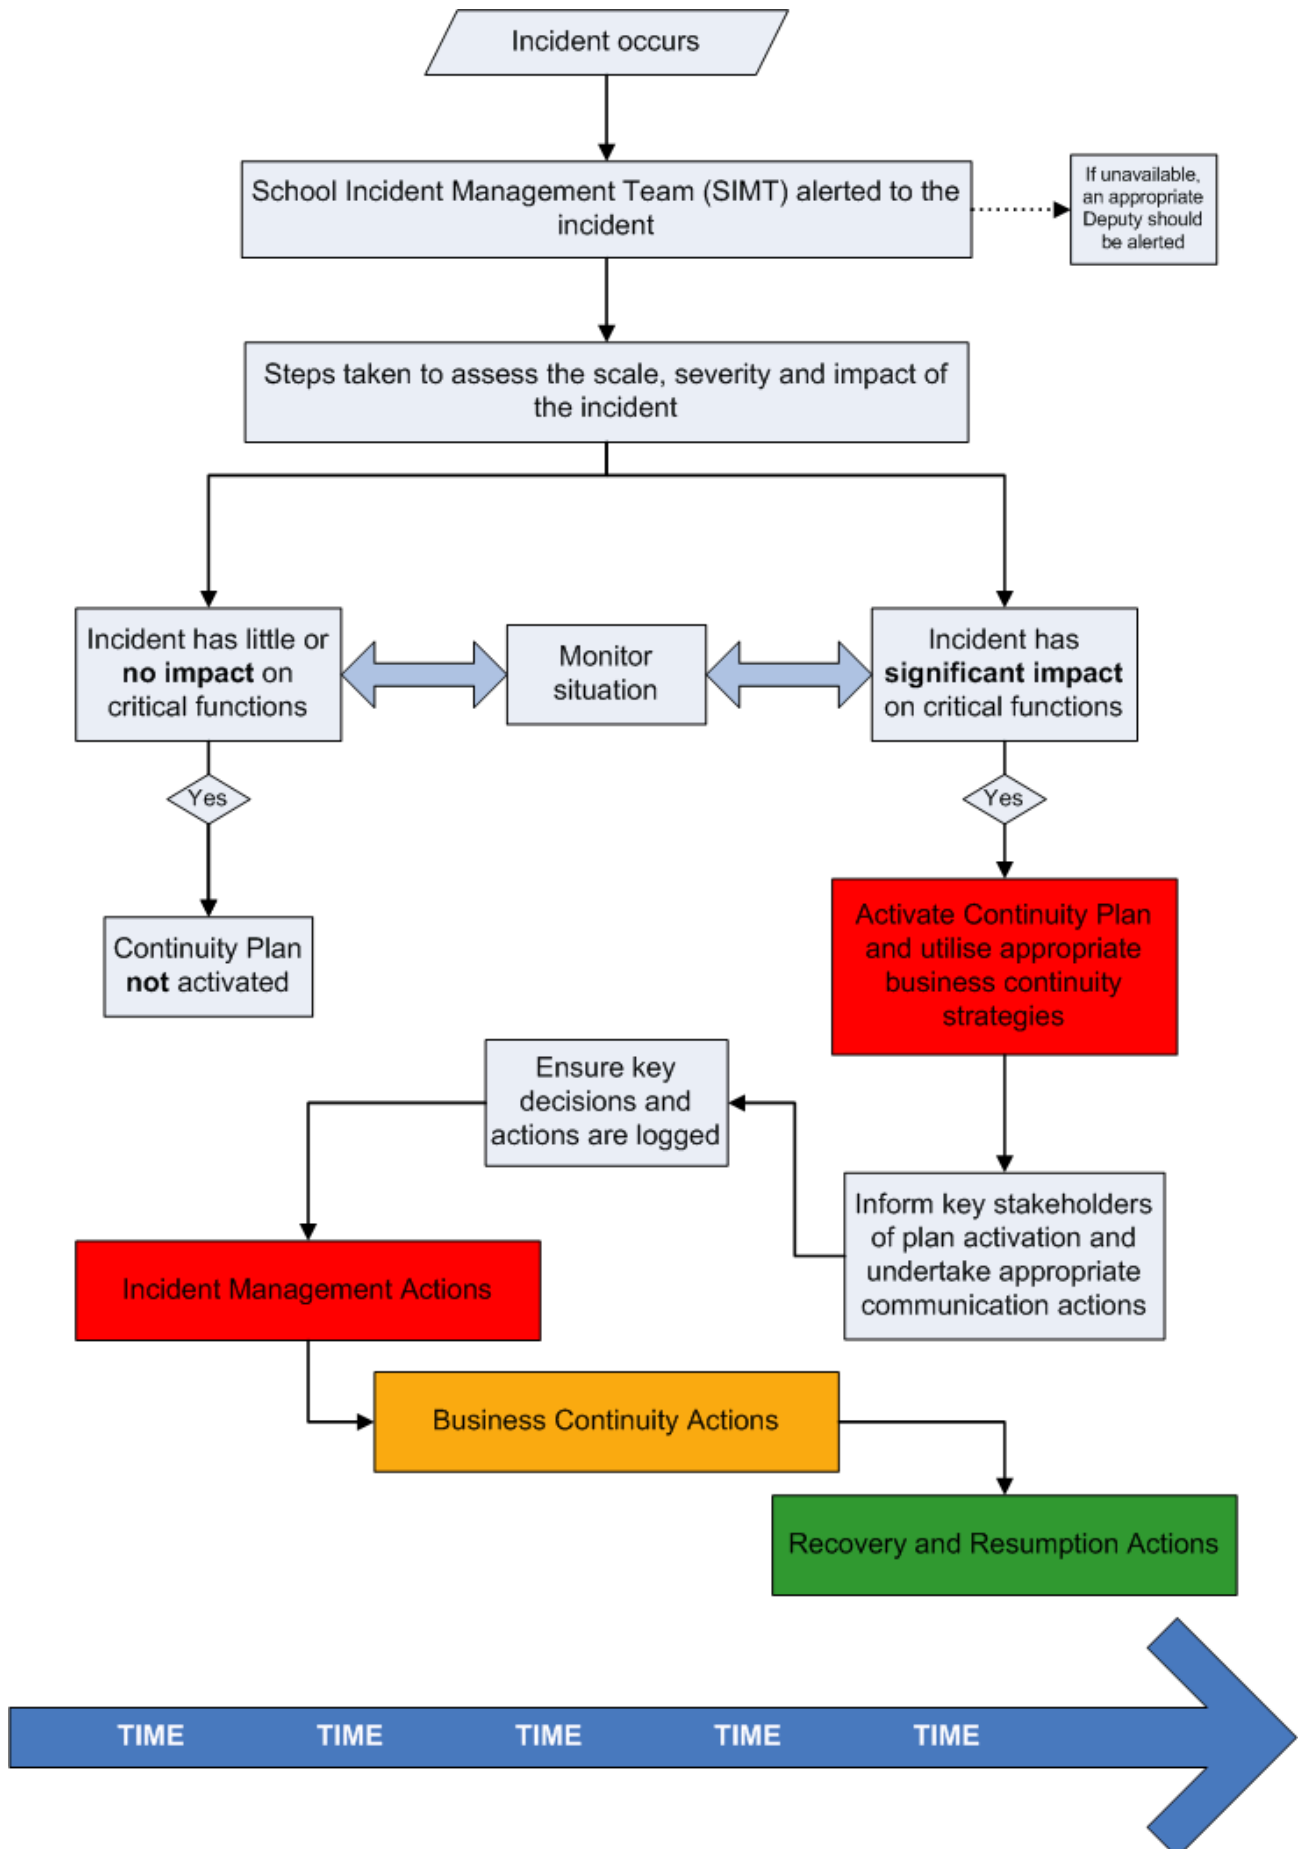 Incident occurs
School Incident Management Team (SIMT) alerted to the
incident
If unavailable,
an appropriate
Deputy should
be alerted
Steps taken to assess the scale, severity and impact of
the incident
Incident has little or
no impact on
critical functions
Monitor
situation
Incident has
significant impact
on critical functions
Yes
Yes
Continuity Plan
not activated
Activate Continuity Plan
and utilise appropriate
business continuity
strategies
Ensure key
decisions and
actions are logged
Inform key stakeholders
of plan activation and
undertake appropriate
communication actions
Incident Management Actions
Business Continuity Actions
Recovery and Resumption Actions
TIME TIME TIME TIME TIME